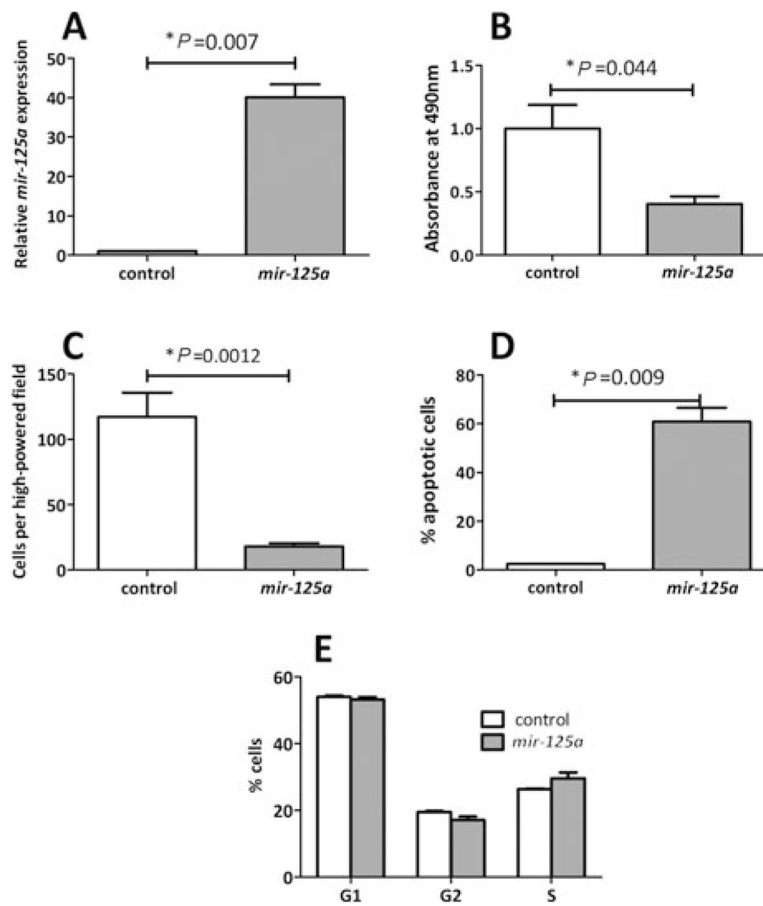 A
*P=0.007
Relative mir-125a expression
50
40
30
20
10
0
control
mir-125a
B
*P=0.044
Absorbance at 490nm
1.5
1.0
0.5
0.0
control
mir-125a
C
*P=0.0012
Cells per high-powered field
150
100
50
0
control
mir-125a
D
*P=0.009
% apoptotic cells
80
60
40
20
0
control
mir-125a
E
% cells
60
40
20
0
control
mir-125a
G1 G2 S